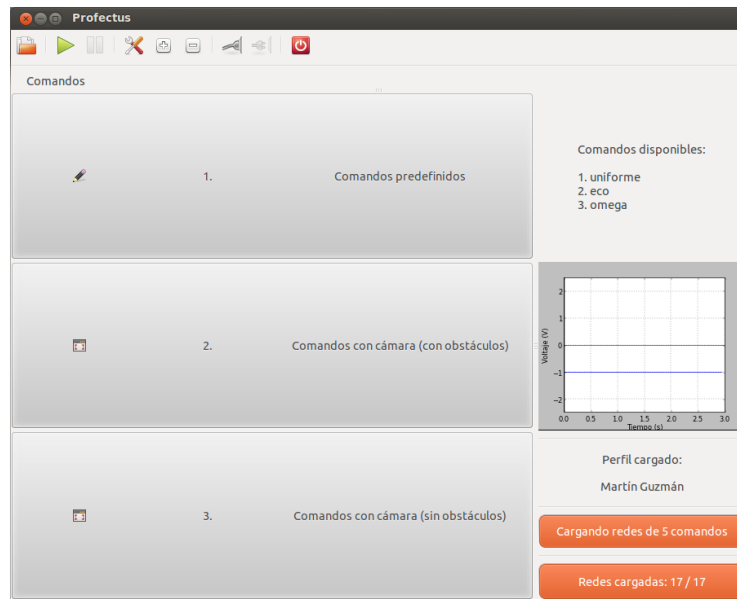 Profectus
Comandos
1. Comandos predefinidos
2. Comandos con cámara (con obstáculos)
3. Comandos con cámara (sin obstáculos)
Comandos disponibles:
1. uniforme
2. eco
3. omega
Voltaje (V)
2
1
0
−1
−2
0.0 0.5 1.0 1.5 2.0 2.5 3.0
Tiempo (s)
Perfil cargado:
Martín Guzmán
Cargando redes de 5 comandos
Redes cargadas: 17 / 17